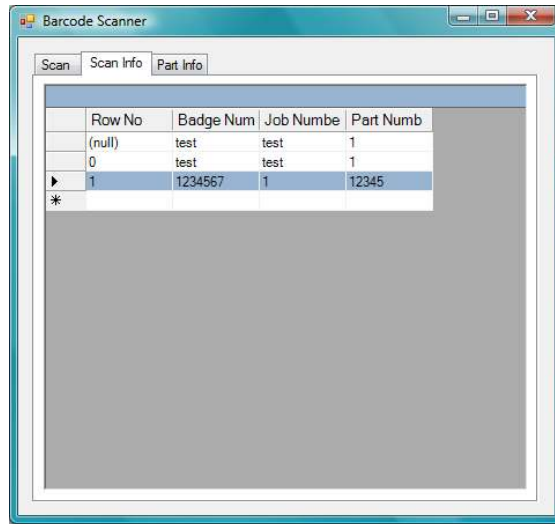 Barcode Scanner
Scan Scan Info Part Info
Row No Badge Num Job Numbe Part Numb
(null) test test 1
0 test test 1
1 1234567 1 12345